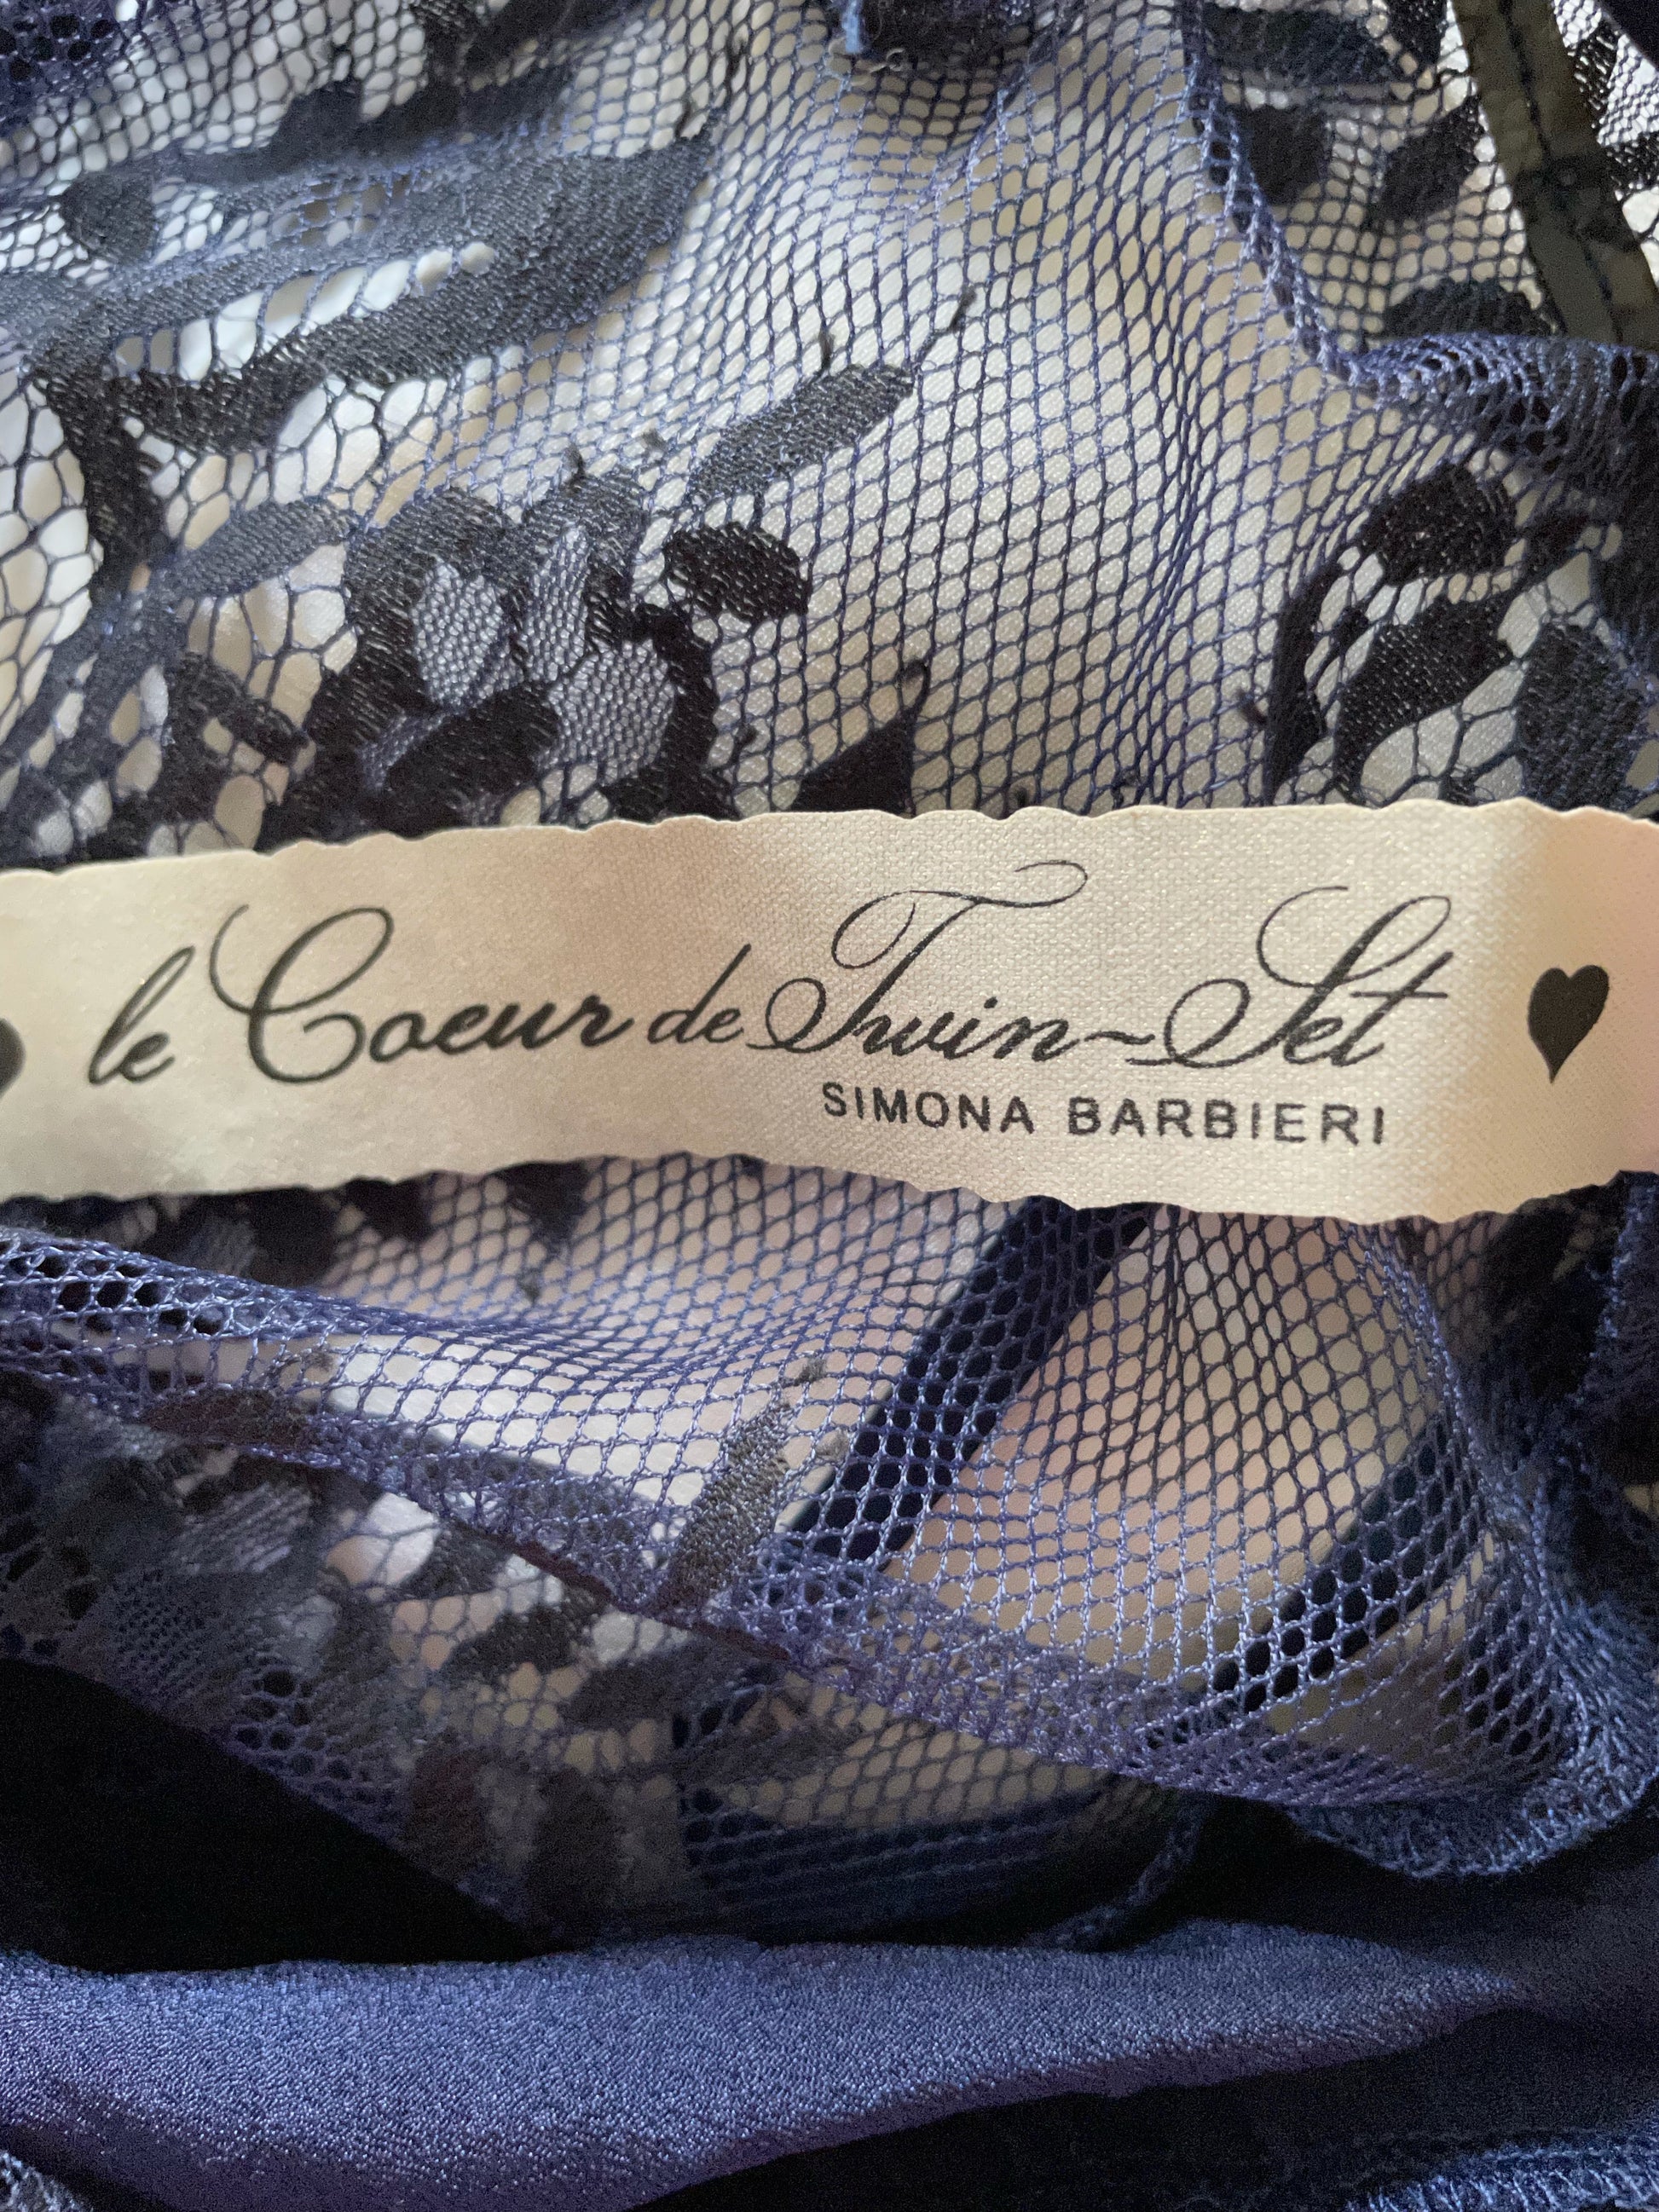 le Coeur de Twin~Set
SIMONA BARBIERI